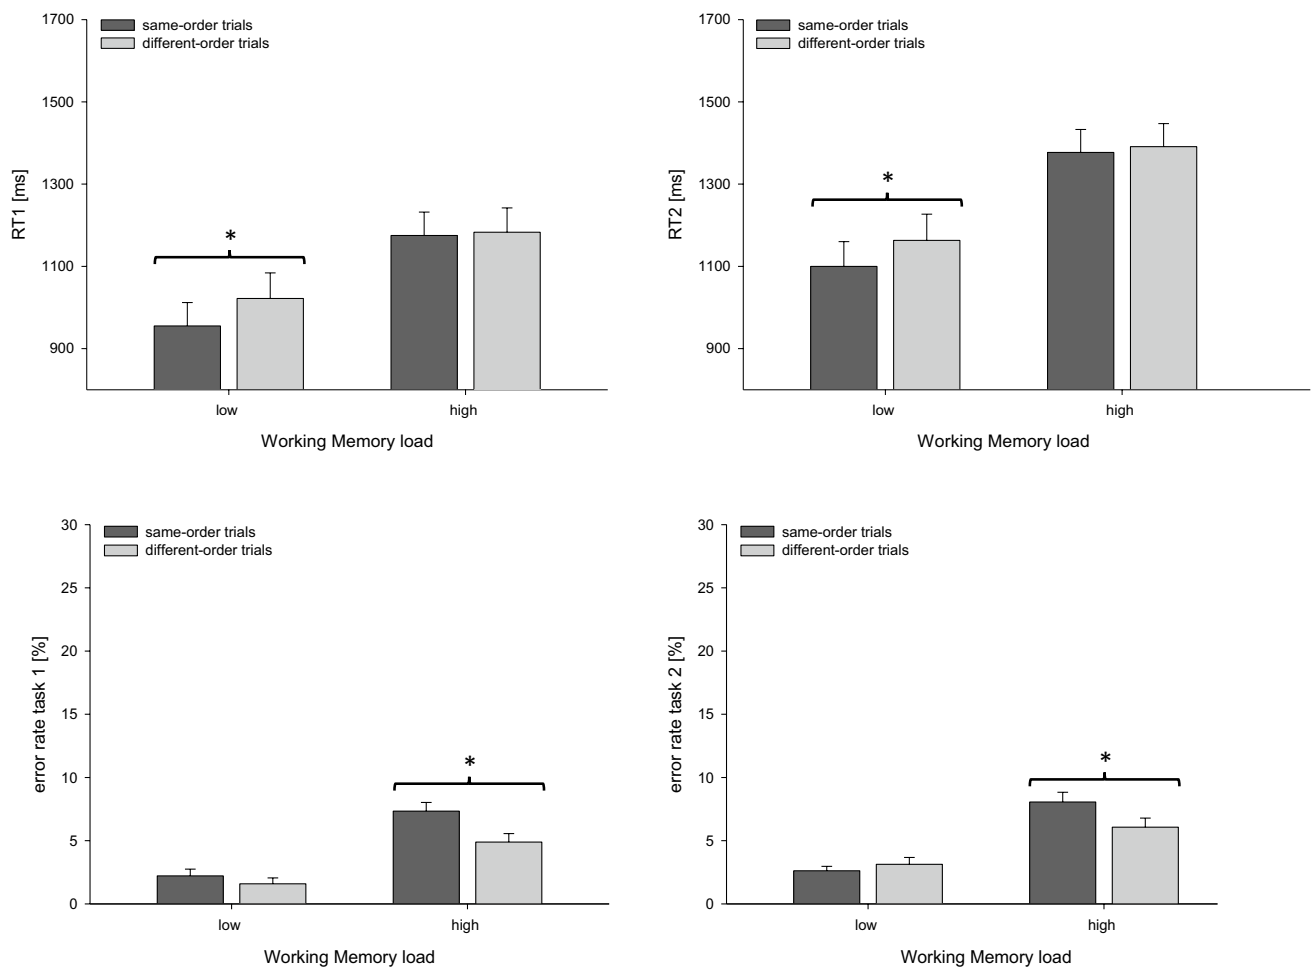 1700
1500
1300
1100
900
RT1 [ms]
same-order trials
different-order trials
*
low
high
Working Memory load
1700
1500
1300
1100
900
RT2 [ms]
same-order trials
different-order trials
*
low
high
Working Memory load
30
25
20
15
10
5
0
error rate task 1 [%]
same-order trials
different-order trials
*
low
high
Working Memory load
30
25
20
15
10
5
0
error rate task 2 [%]
same-order trials
different-order trials
*
low
high
Working Memory load